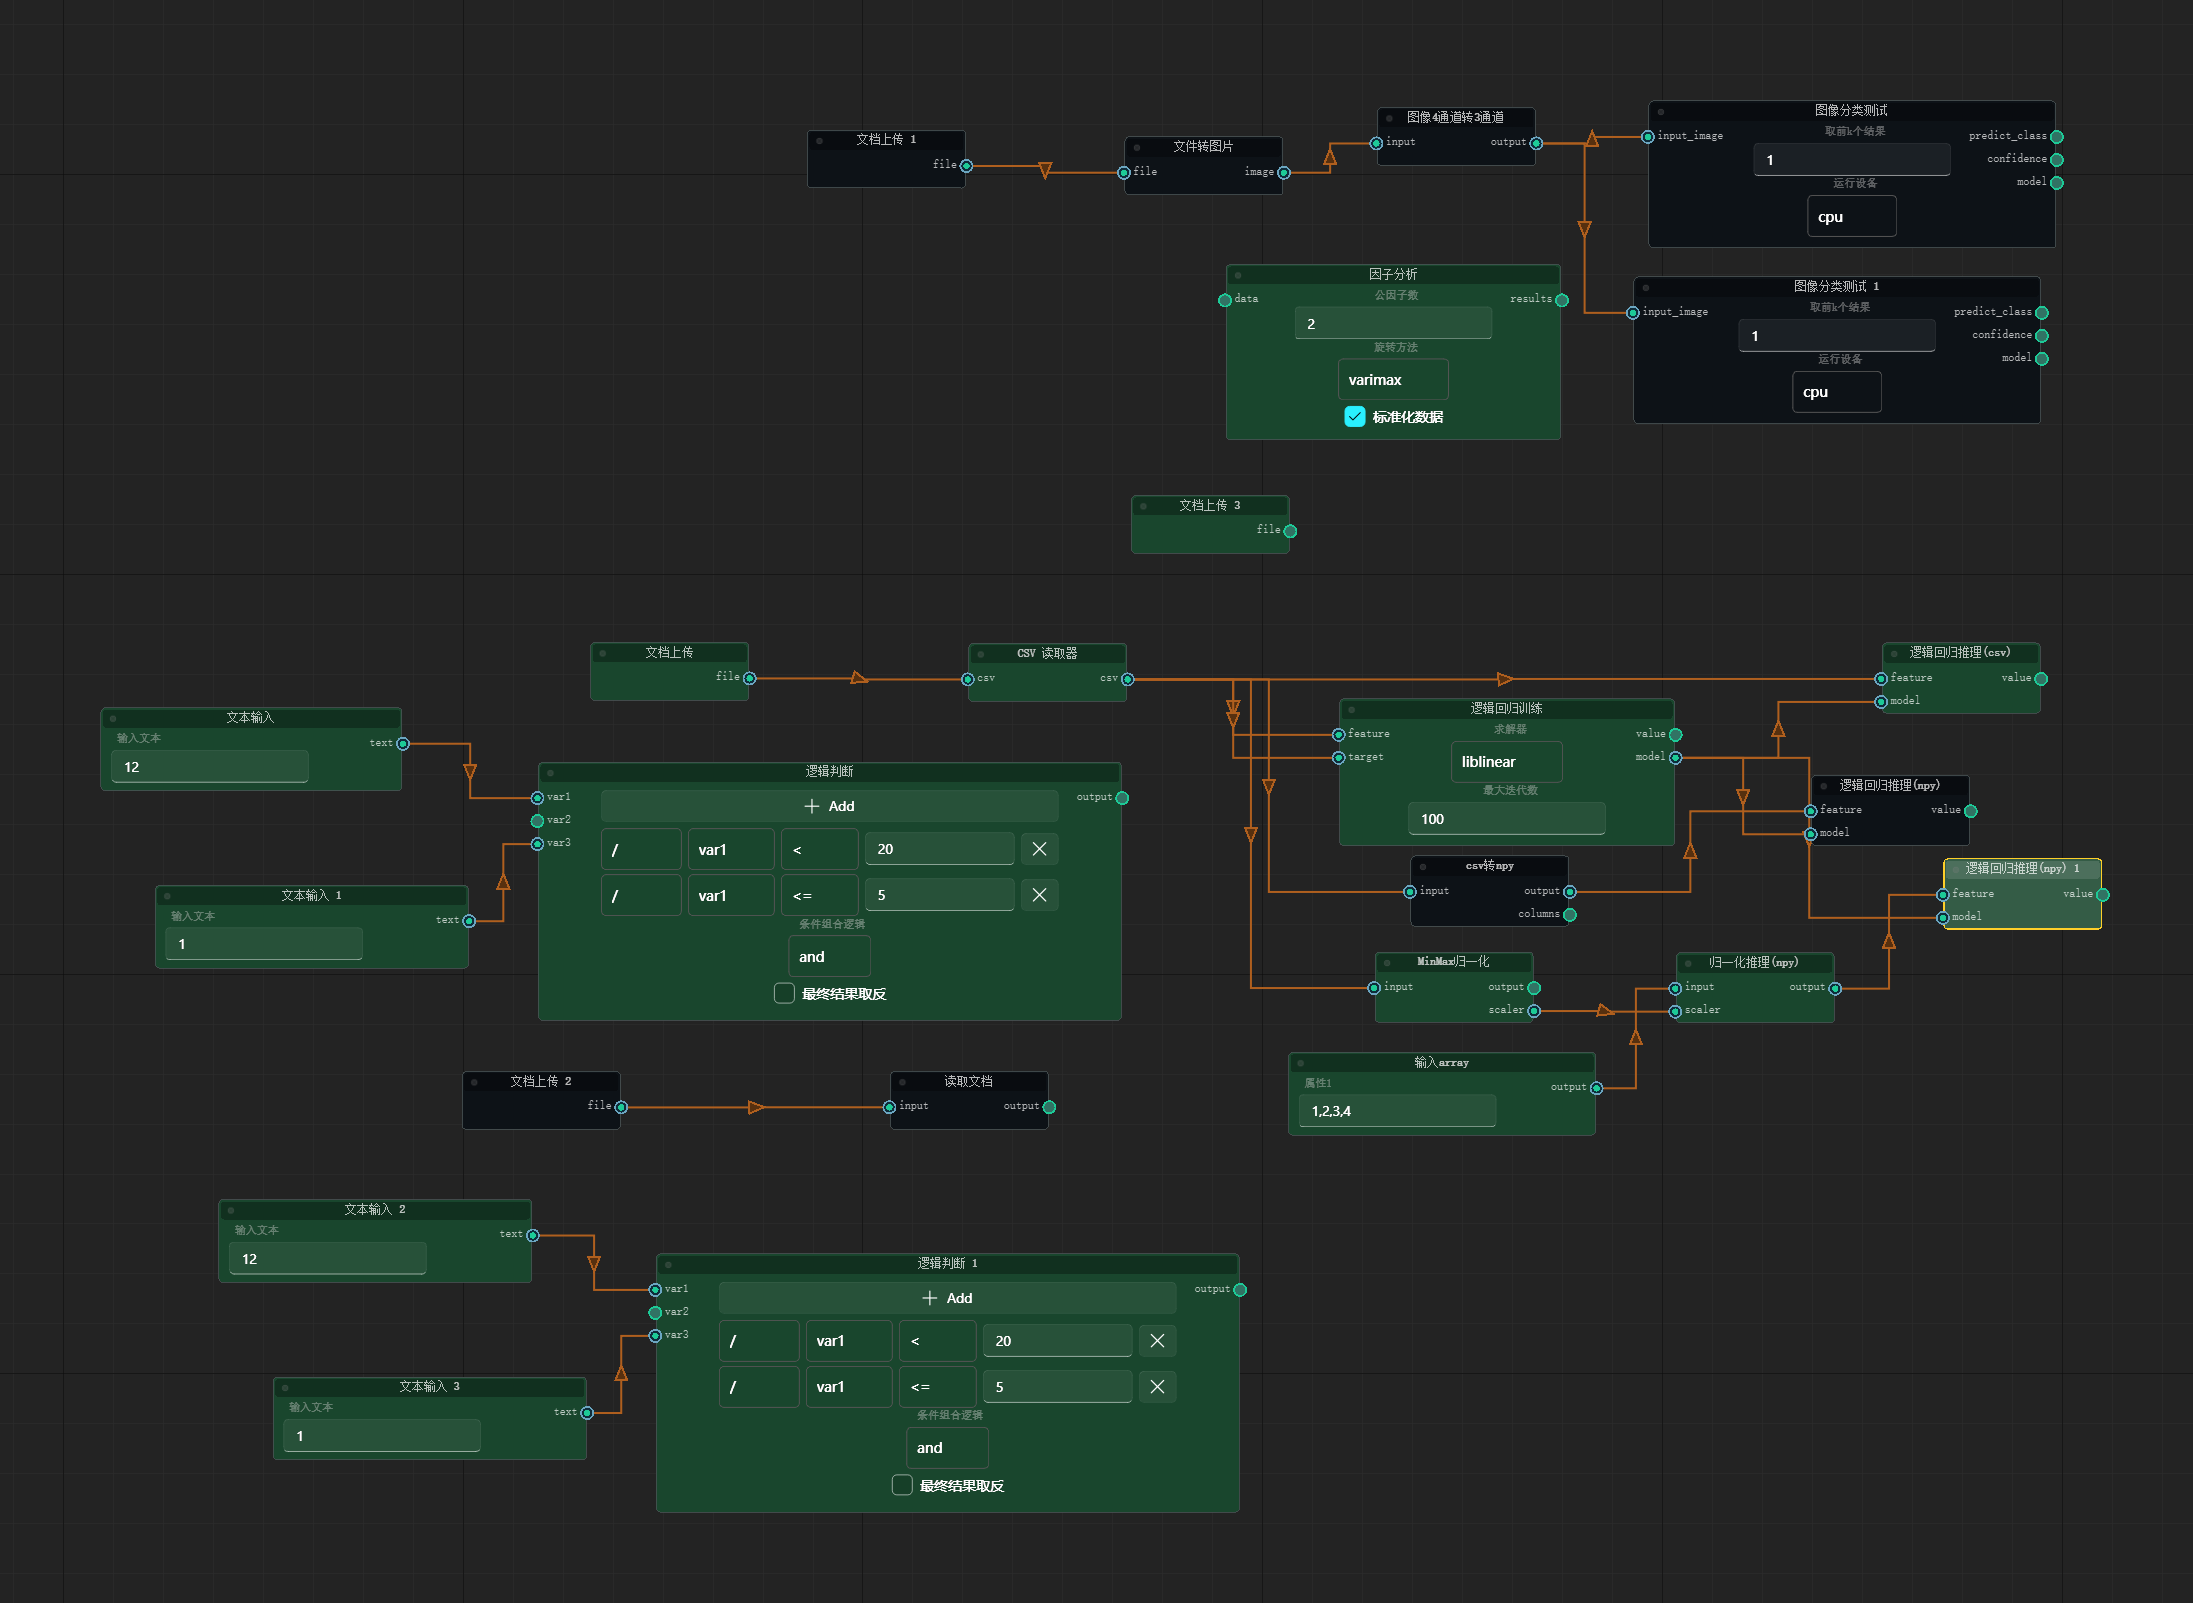 文档上传 1
file
文件转图片
file
image
图像4通道转3通道
input
output
图像分类测试
input_image
取前k个结果
1
运行设备
cpu
predict_class
confidence
model
图像分类测试 1
input_image
取前k个结果
1
运行设备
cpu
predict_class
confidence
model
因子分析
data
results
公因子数
2
旋转方法
varimax
标准化数据
文档上传 3
file
文档上传
file
CSV 读取器
csv
csv
逻辑回归推理(csv)
feature
value
model
文本输入
输入文本
text
12
文本输入 1
输入文本
text
1
逻辑判断
var1
var2
var3
output
Add
/ var1 < 20
/ var1 <= 5
条件组合逻辑
and
最终结果取反
逻辑回归训练
feature
target
value
model
求解器
liblinear
最大迭代数
100
逻辑回归推理(npy)
feature
value
model
csv转npy
input
output
columns
逻辑回归推理(npy) 1
feature
value
model
MinMax归一化
input
output
scaler
归一化推理(npy)
input
output
scaler
输入array
属性1
output
1,2,3,4
文档上传 2
file
读取文档
input
output
文本输入 2
输入文本
text
12
文本输入 3
输入文本
text
1
逻辑判断 1
var1
var2
var3
output
Add
/ var1 < 20
/ var1 <= 5
条件组合逻辑
and
最终结果取反